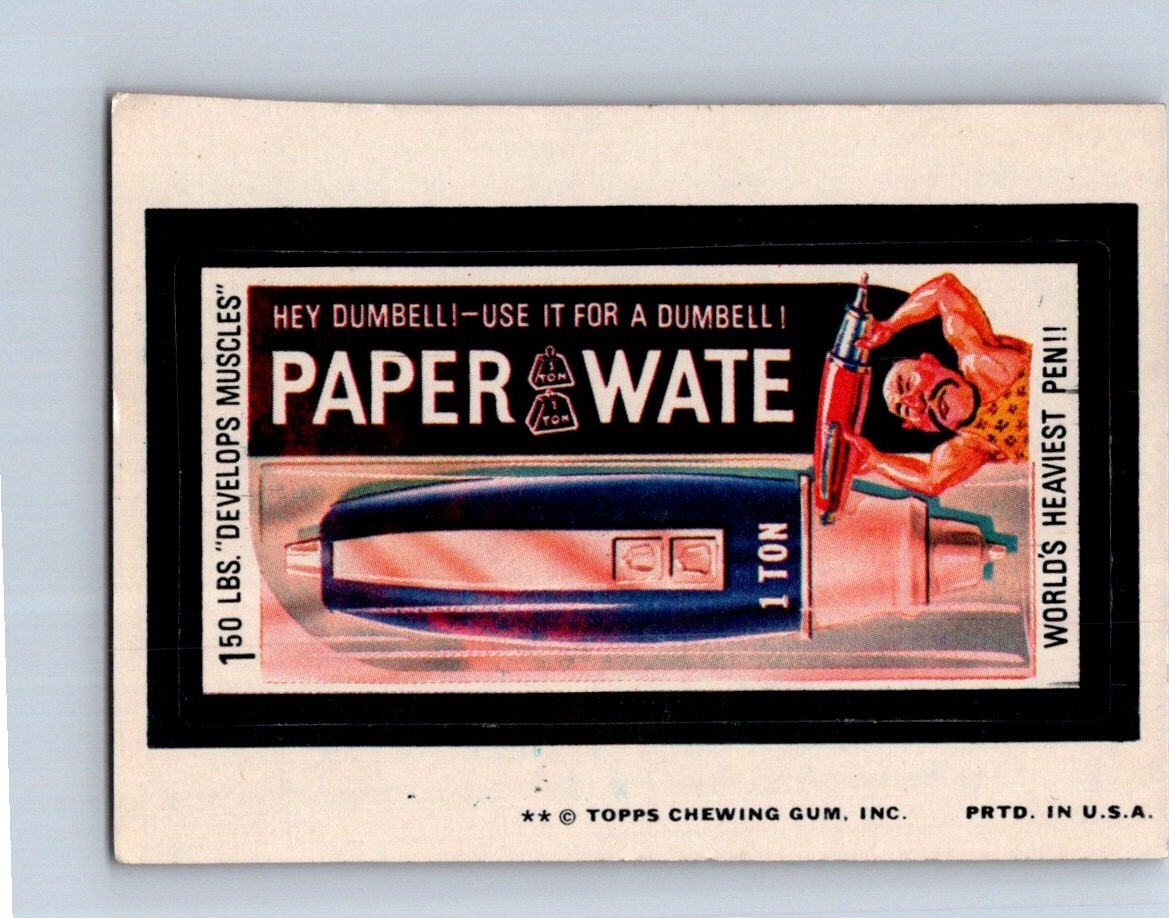 HEY DUMBELL!—USE IT FOR A DUMBELL!
PAPER WATE
1 TON
1 TON
150 LBS. "DEVELOPS MUSCLES"
1 TON
WORLD'S HEAVIEST PEN!!
** © TOPPS CHEWING GUM, INC. PRTD. IN U.S.A.